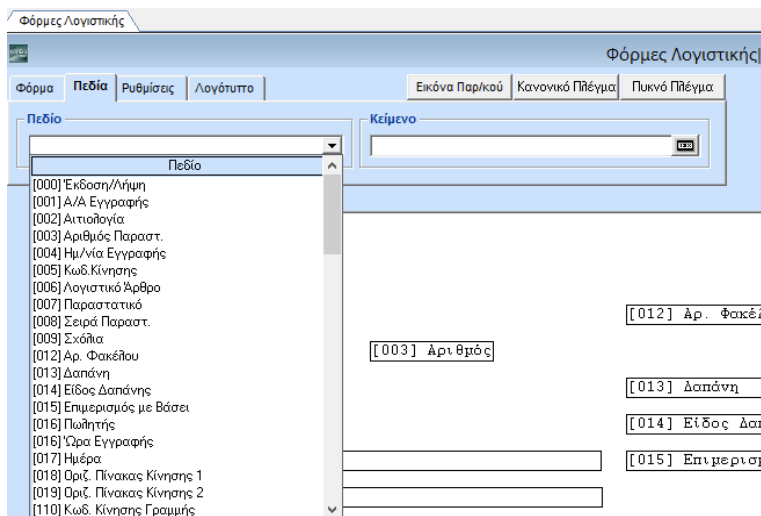 Φόρμες Λογιστικής
Φόρμες Λογιστικής|
Φόρμα Πεδία Ρυθμίσεις Λογότυπο Εικόνα Παρ/κού Κανονικό Πλέγμα Πυκνό Πλέγμα
Πεδίο Κείμενο
Πεδίο
[000] Έκδοση/Λήψη
[001] Α/Α Εγγραφής
[002] Αιτιολογία
[003] Αριθμός Παραστ.
[004] Ημ/νία Εγγραφής
[005] Κωδ.Κίνησης
[006] Λογιστικό Άρθρο
[007] Παραστατικό
[008] Σειρά Παραστ.
[009] Σχόλια
[012] Αρ. Φακέλου
[013] Δαπάνη
[014] Είδος Δαπάνης
[015] Επιμερισμός με Βάσει
[016] Πωλητής
[016] Ώρα Εγγραφής
[017] Ημέρα
[018] Οριζ. Πίνακας Κίνησης 1
[019] Οριζ. Πίνακας Κίνησης 2
[110] Κωδ. Κίνησης Γραμμής
[012] Αρ.
[003] Αριθμός
[013] Δαπάνη
[014] Είδος
[015]